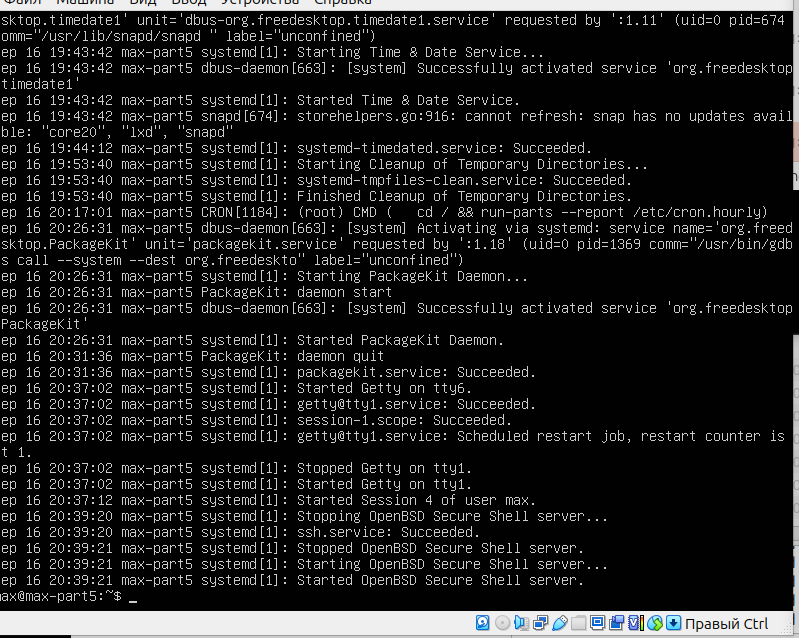 Файл Машина Вид Ввод Устройства Справка
sktop.timedate1' unit='dbus-org.freedesktop.timedate1.service' requested by ':1.11' (uid=0 pid=674
omm="/usr/lib/snapd/snapd " label="unconfined")
ep 16 19:43:42 max-part5 systemd[1]: Starting Time & Date Service...
ep 16 19:43:42 max-part5 dbus-daemon[663]: [system] Successfully activated service 'org.freedesktop
timedate1'
ep 16 19:43:42 max-part5 systemd[1]: Started Time & Date Service.
ep 16 19:43:42 max-part5 snapd[674]: storehelpers.go:916: cannot refresh: snap has no updates avail
ble: "core20", "lxd", "snapd"
ep 16 19:44:12 max-part5 systemd[1]: systemd-timedated.service: Succeeded.
ep 16 19:53:40 max-part5 systemd[1]: Starting Cleanup of Temporary Directories...
ep 16 19:53:40 max-part5 systemd[1]: systemd-tmpfiles-clean.service: Succeeded.
ep 16 19:53:40 max-part5 systemd[1]: Finished Cleanup of Temporary Directories.
ep 16 20:17:01 max-part5 CRON[1184]: (root) CMD (   cd / && run-parts --report /etc/cron.hourly)
ep 16 20:26:31 max-part5 dbus-daemon[663]: [system] Activating via systemd: service name='org.freed
sktop.PackageKit' unit='packagekit.service' requested by ':1.18' (uid=0 pid=1369 comm="/usr/bin/gdb
s call --system --dest org.freedeskto" label="unconfined")
ep 16 20:26:31 max-part5 systemd[1]: Starting PackageKit Daemon...
ep 16 20:26:31 max-part5 PackageKit: daemon start
ep 16 20:26:31 max-part5 dbus-daemon[663]: [system] Successfully activated service 'org.freedesktop
PackageKit'
ep 16 20:26:31 max-part5 systemd[1]: Started PackageKit Daemon.
ep 16 20:31:36 max-part5 PackageKit: daemon quit
ep 16 20:31:36 max-part5 systemd[1]: packagekit.service: Succeeded.
ep 16 20:37:02 max-part5 systemd[1]: Started Getty on tty6.
ep 16 20:37:02 max-part5 systemd[1]: getty@tty1.service: Succeeded.
ep 16 20:37:02 max-part5 systemd[1]: session-1.scope: Succeeded.
ep 16 20:37:02 max-part5 systemd[1]: getty@tty1.service: Scheduled restart job, restart counter is
t 1.
ep 16 20:37:02 max-part5 systemd[1]: Stopped Getty on tty1.
ep 16 20:37:02 max-part5 systemd[1]: Started Getty on tty1.
ep 16 20:37:12 max-part5 systemd[1]: Started Session 4 of user max.
ep 16 20:39:20 max-part5 systemd[1]: Stopping OpenBSD Secure Shell server...
ep 16 20:39:20 max-part5 systemd[1]: ssh.service: Succeeded.
ep 16 20:39:21 max-part5 systemd[1]: Stopped OpenBSD Secure Shell server.
ep 16 20:39:21 max-part5 systemd[1]: Starting OpenBSD Secure Shell server...
ep 16 20:39:21 max-part5 systemd[1]: Started OpenBSD Secure Shell server.
max@max-part5:~$ _
Правый Ctrl